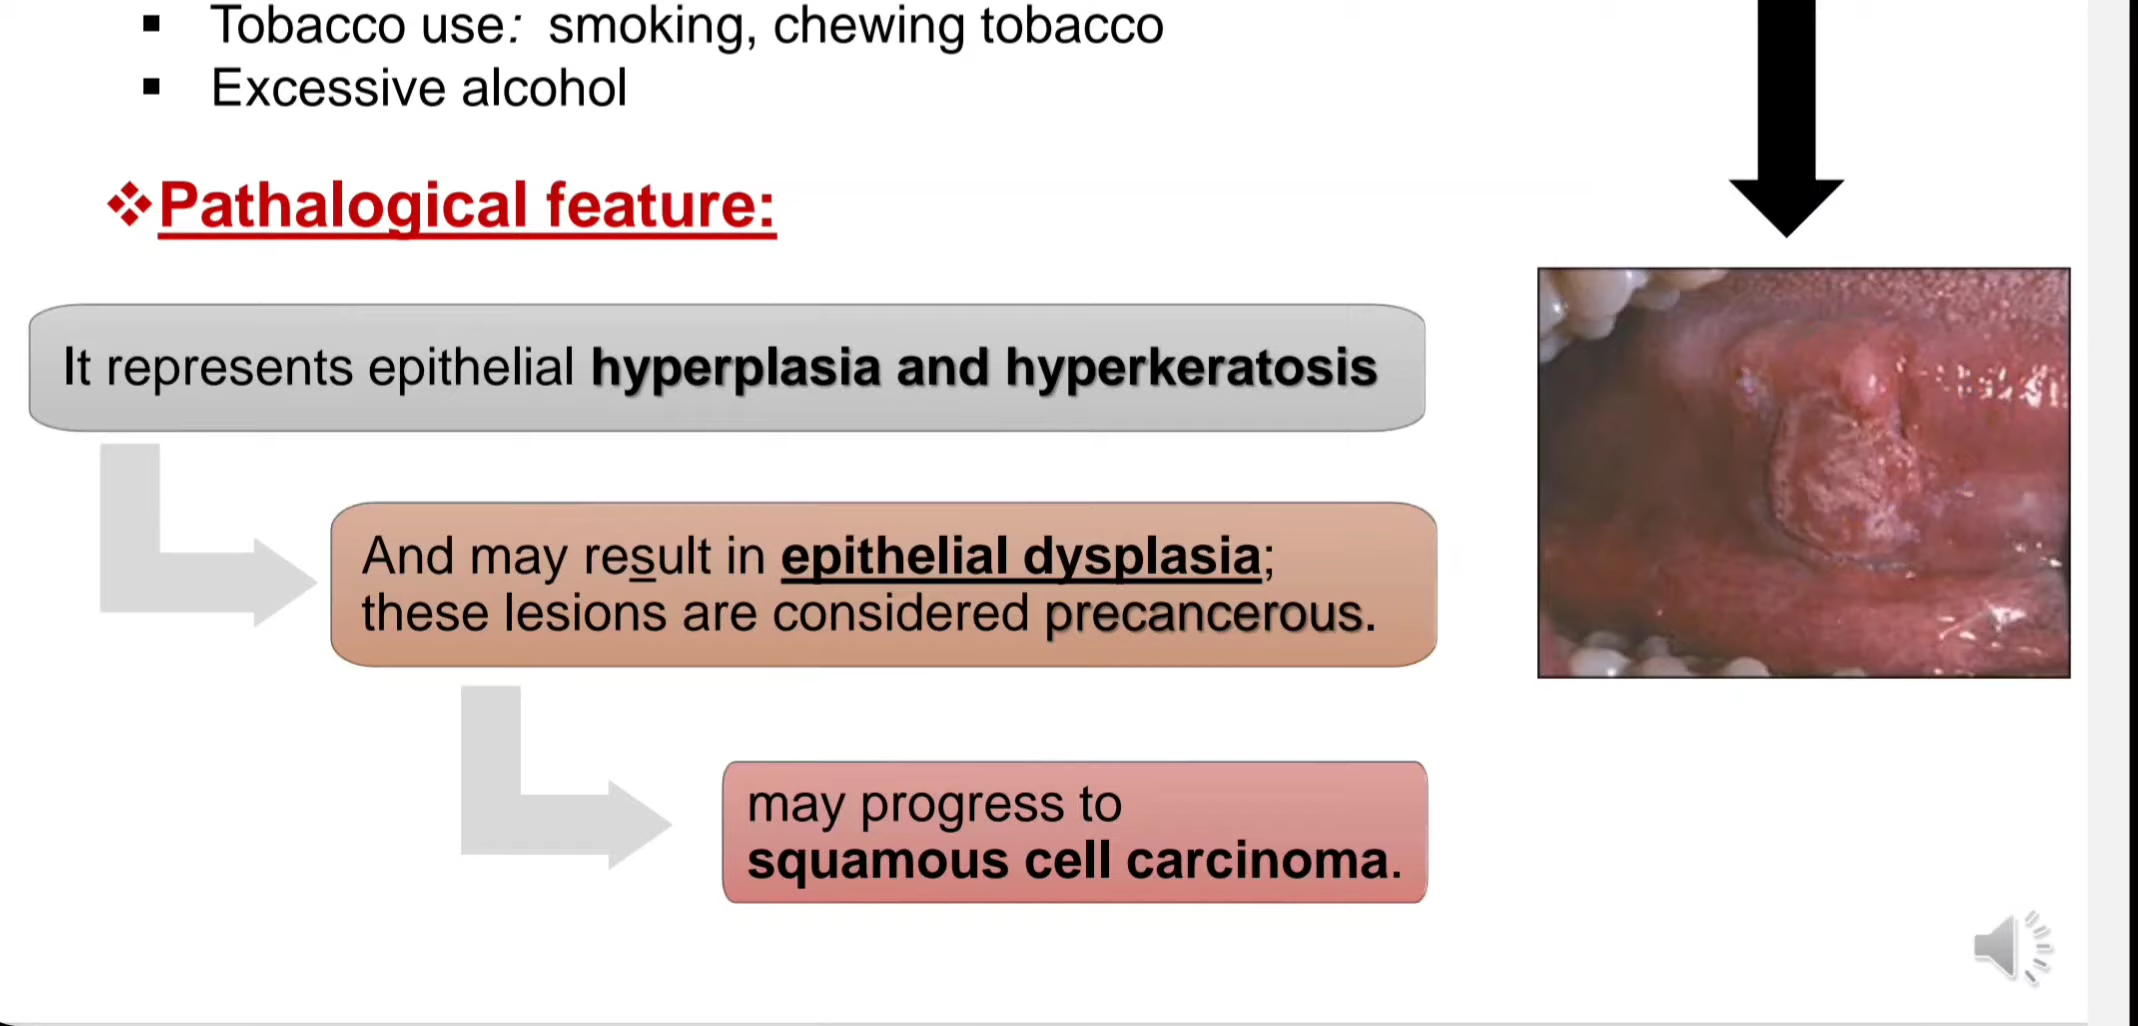 ▪ Tobacco use: smoking, chewing tobacco
▪ Excessive alcohol
❖Pathalogical feature:
It represents epithelial hyperplasia and hyperkeratosis
And may result in epithelial dysplasia;
these lesions are considered precancerous.
may progress to
squamous cell carcinoma.